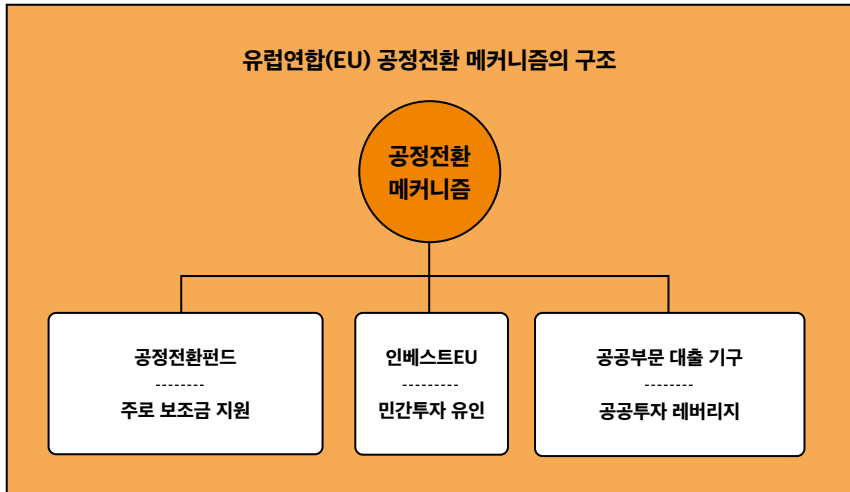 유럽연합(EU) 공정전환 메커니즘의 구조
공정전환
메커니즘
공정전환펀드
--------
주로 보조금 지원
인베스트EU
---------
민간투자 유인
공공부문 대출 기구
--------
공공투자 레버리지